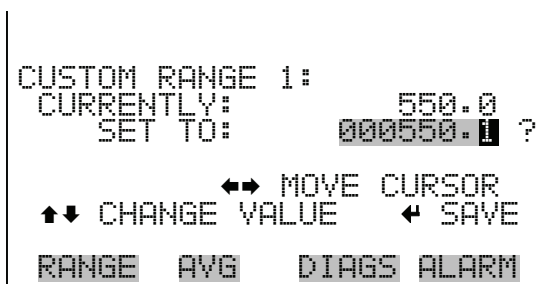 CUSTOM RANGE 1:
CURRENTLY: 550.0
SET TO: 000550.1 ?
←→ MOVE CURSOR
↑↓ CHANGE VALUE ↵ SAVE
RANGE AVG DIAGS ALARM